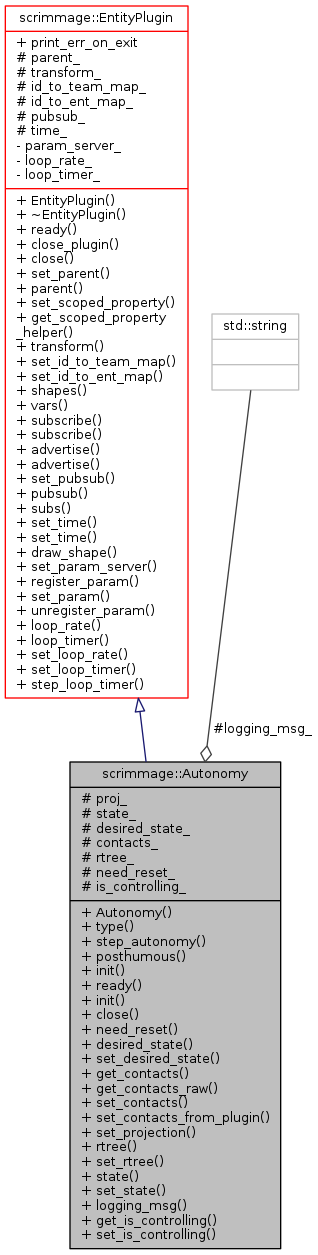 scrimmage::EntityPlugin
+ print_err_on_exit
# parent_
# transform_
# id_to_team_map_
# id_to_ent_map_
# pubsub_
# time_
- param_server_
- loop_rate_
- loop_timer_
+ EntityPlugin()
+ ~EntityPlugin()
+ ready()
+ close_plugin()
+ close()
+ set_parent()
+ parent()
+ set_scoped_property()
+ get_scoped_property
_helper()
+ transform()
+ set_id_to_team_map()
+ set_id_to_ent_map()
+ shapes()
+ vars()
+ subscribe()
+ subscribe()
+ advertise()
+ advertise()
+ set_pubsub()
+ pubsub()
+ subs()
+ set_time()
+ set_time()
+ draw_shape()
+ set_param_server()
+ register_param()
+ set_param()
+ unregister_param()
+ loop_rate()
+ loop_timer()
+ set_loop_rate()
+ set_loop_timer()
+ step_loop_timer()
std::string
#logging_msg_
scrimmage::Autonomy
# proj_
# state_
# desired_state_
# contacts_
# rtree_
# need_reset_
# is_controlling_
+ Autonomy()
+ type()
+ step_autonomy()
+ posthumous()
+ init()
+ ready()
+ init()
+ close()
+ need_reset()
+ desired_state()
+ set_desired_state()
+ get_contacts()
+ get_contacts_raw()
+ set_contacts()
+ set_contacts_from_plugin()
+ set_projection()
+ rtree()
+ set_rtree()
+ state()
+ set_state()
+ logging_msg()
+ get_is_controlling()
+ set_is_controlling()